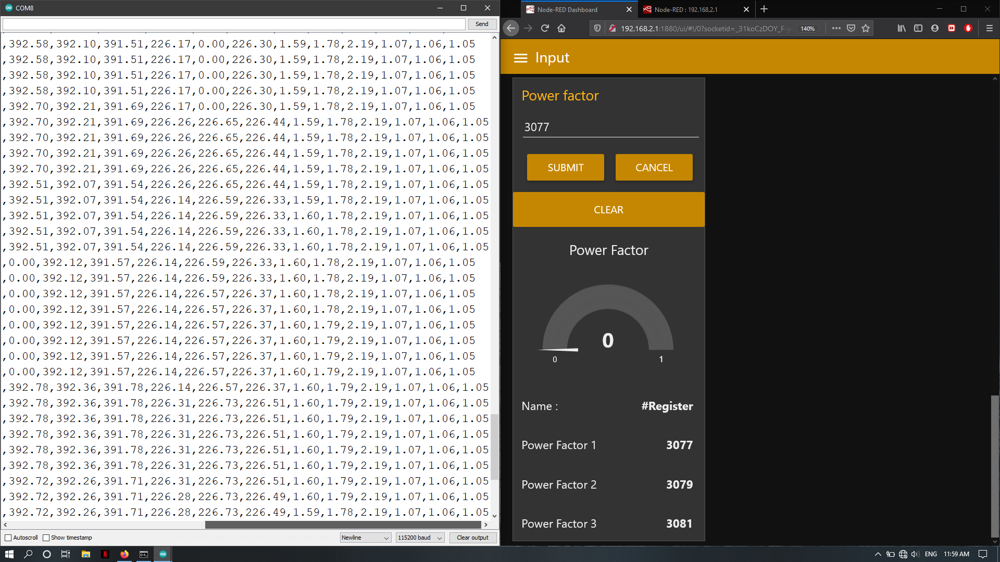 COM8
Send
,392.58,392.10,391.51,226.17,0.00,226.30,1.59,1.78,2.19,1.07,1.06,1.05
,392.58,392.10,391.51,226.17,0.00,226.30,1.59,1.78,2.19,1.07,1.06,1.05
,392.58,392.10,391.51,226.17,0.00,226.30,1.59,1.78,2.19,1.07,1.06,1.05
,392.58,392.10,391.51,226.17,0.00,226.30,1.59,1.78,2.19,1.07,1.06,1.05
,392.70,392.21,391.69,226.17,0.00,226.30,1.59,1.78,2.19,1.07,1.06,1.05
,392.70,392.21,391.69,226.26,226.65,226.44,1.59,1.78,2.19,1.07,1.06,1.05
,392.70,392.21,391.69,226.26,226.65,226.44,1.59,1.78,2.19,1.07,1.06,1.05
,392.70,392.21,391.69,226.26,226.65,226.44,1.59,1.78,2.19,1.07,1.06,1.05
,392.70,392.21,391.69,226.26,226.65,226.44,1.59,1.78,2.19,1.07,1.06,1.05
,392.51,392.07,391.54,226.26,226.65,226.44,1.59,1.78,2.19,1.07,1.06,1.05
,392.51,392.07,391.54,226.14,226.59,226.33,1.59,1.78,2.19,1.07,1.06,1.05
,392.51,392.07,391.54,226.14,226.59,226.33,1.60,1.78,2.19,1.07,1.06,1.05
,392.51,392.07,391.54,226.14,226.59,226.33,1.60,1.78,2.19,1.07,1.06,1.05
,392.51,392.07,391.54,226.14,226.59,226.33,1.60,1.78,2.19,1.07,1.06,1.05
,0.00,392.12,391.57,226.14,226.59,226.33,1.60,1.78,2.19,1.07,1.06,1.05
,0.00,392.12,391.57,226.14,226.59,226.33,1.60,1.78,2.19,1.07,1.06,1.05
,0.00,392.12,391.57,226.14,226.57,226.37,1.60,1.78,2.19,1.07,1.06,1.05
,0.00,392.12,391.57,226.14,226.57,226.37,1.60,1.78,2.19,1.07,1.06,1.05
,0.00,392.12,391.57,226.14,226.57,226.37,1.60,1.79,2.19,1.07,1.06,1.05
,0.00,392.12,391.57,226.14,226.57,226.37,1.60,1.79,2.19,1.07,1.06,1.05
,0.00,392.12,391.57,226.14,226.57,226.37,1.60,1.79,2.19,1.07,1.06,1.05
,0.00,392.12,391.57,226.14,226.57,226.37,1.60,1.79,2.19,1.07,1.06,1.05
,392.78,392.36,391.78,226.14,226.57,226.37,1.60,1.79,2.19,1.07,1.06,1.05
,392.78,392.36,391.78,226.31,226.73,226.51,1.60,1.79,2.19,1.07,1.06,1.05
,392.78,392.36,391.78,226.31,226.73,226.51,1.60,1.79,2.19,1.07,1.06,1.05
,392.78,392.36,391.78,226.31,226.73,226.51,1.60,1.79,2.19,1.07,1.06,1.05
,392.78,392.36,391.78,226.31,226.73,226.51,1.60,1.79,2.19,1.07,1.06,1.05
,392.78,392.36,391.78,226.31,226.73,226.51,1.60,1.79,2.19,1.07,1.06,1.05
,392.72,392.26,391.71,226.31,226.73,226.51,1.60,1.79,2.19,1.07,1.06,1.05
,392.72,392.26,391.71,226.28,226.73,226.49,1.60,1.79,2.19,1.07,1.06,1.05
,392.72,392.26,391.71,226.28,226.73,226.49,1.59,1.78,2.19,1.07,1.06,1.05
Autoscroll Show timestamp Newline 115200 baud Clear output
Node-RED Dashboard Node-RED : 192.168.2.1
192.168.2.1:1880/ui/#!/0?socketid=_31koCzDOY_F-y 140%
Input
Power factor
3077
SUBMIT CANCEL
CLEAR
Power Factor
0
0 1
Name : #Register
Power Factor 1 3077
Power Factor 2 3079
Power Factor 3 3081
ENG 11:59 AM